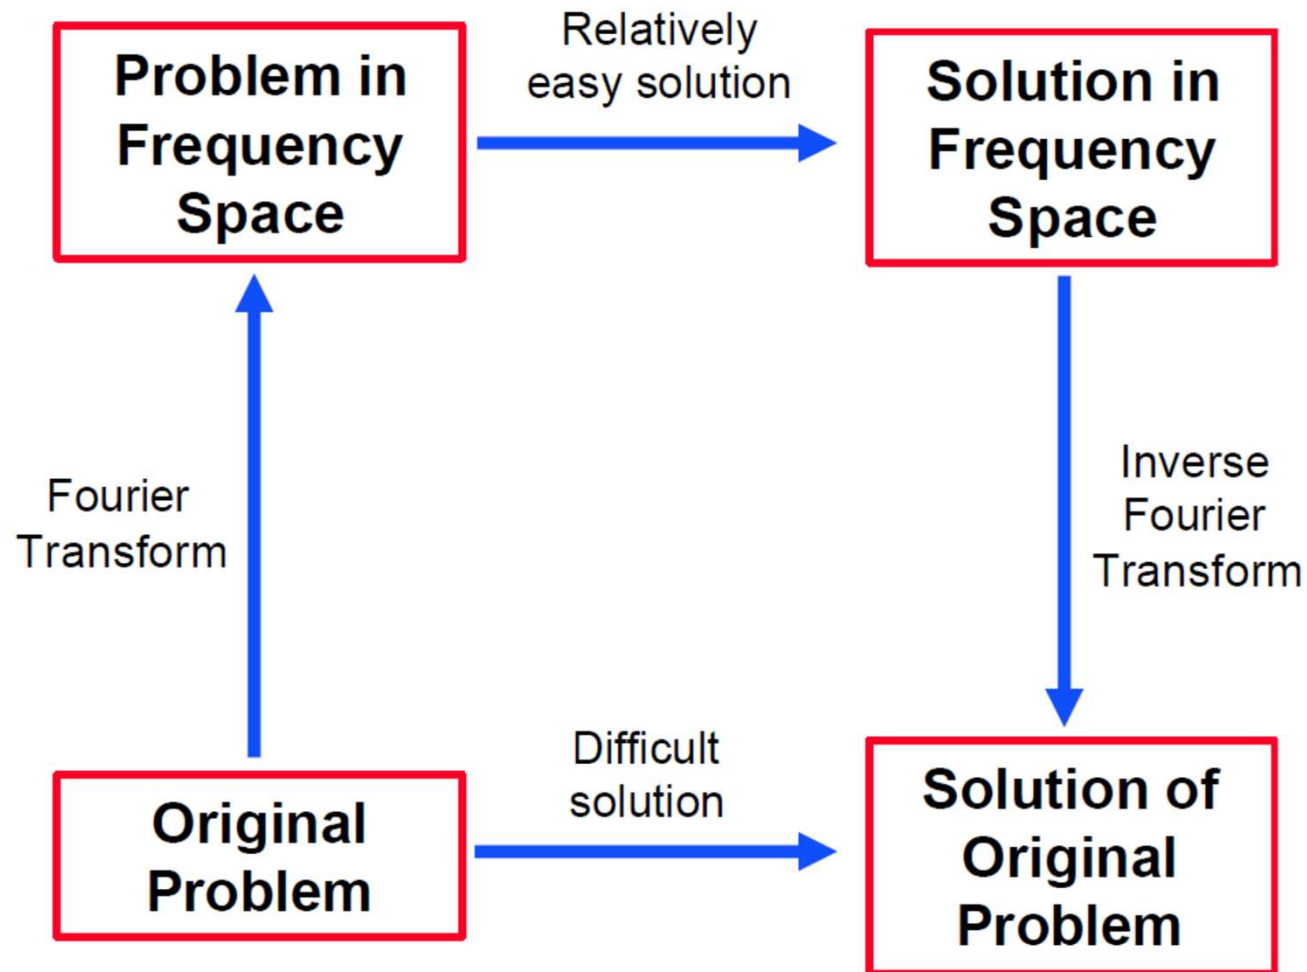 Problem in
Frequency
Space
Relatively
easy solution
Solution in
Frequency
Space
Fourier
Transform
Inverse
Fourier
Transform
Original
Problem
Difficult
solution
Solution of
Original
Problem